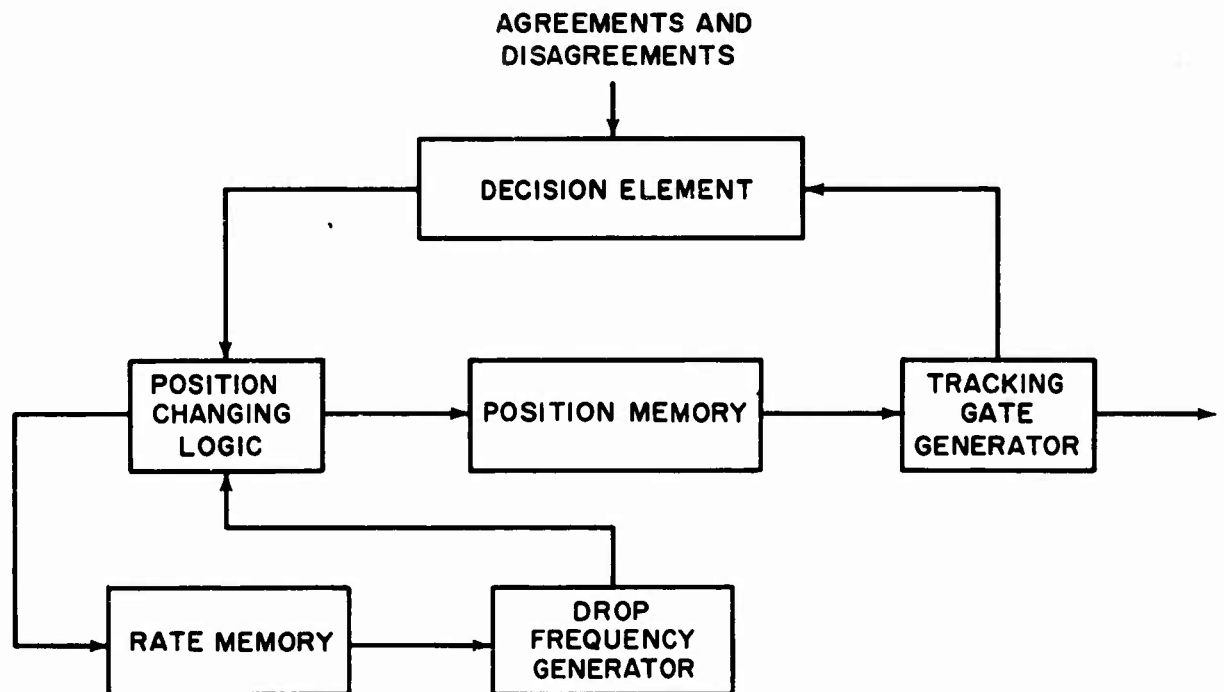 AGREEMENTS AND
DISAGREEMENTS
DECISION ELEMENT
POSITION
CHANGING
LOGIC
POSITION MEMORY
TRACKING
GATE
GENERATOR
RATE MEMORY
DROP
FREQUENCY
GENERATOR